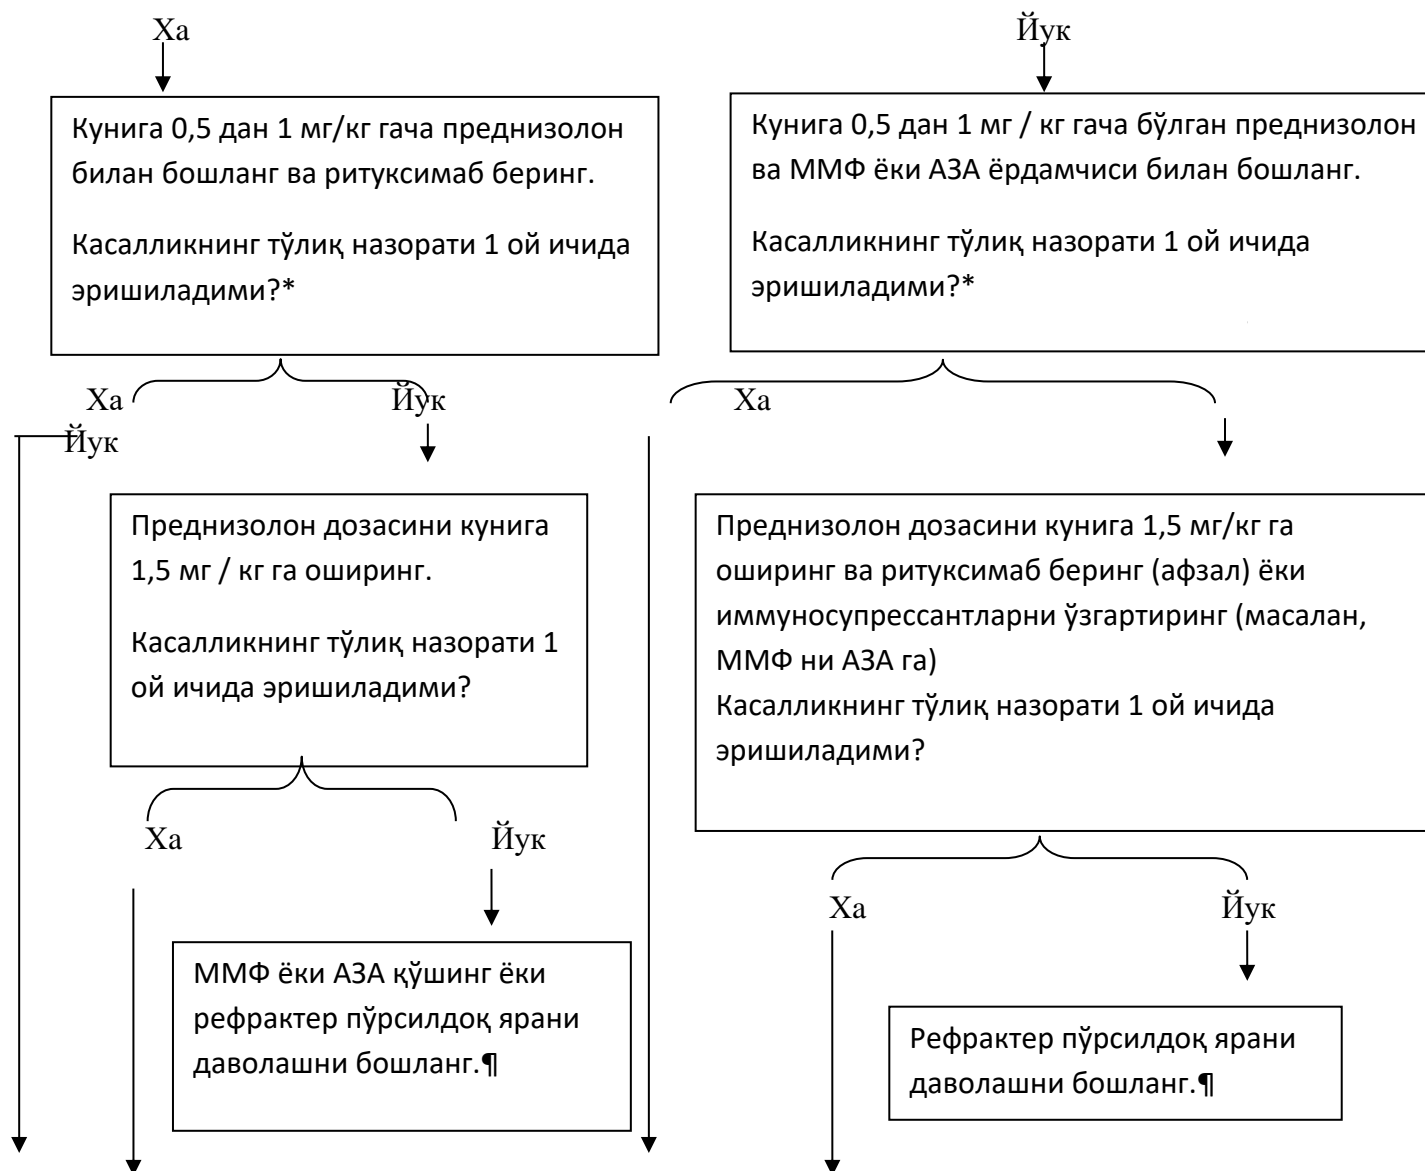 Ха
Йук
Кунига 0,5 дан 1 мг/кг гача преднизолон
билан бошланг ва ритуксимаб беринг.
Касалликнинг тўлиқ назорати 1 ой ичида
эришиладими?*
Кунига 0,5 дан 1 мг / кг гача бўлган преднизолон
ва ММФ ёки АЗА ёрдамчиси билан бошланг.
Касалликнинг тўлиқ назорати 1 ой ичида
эришиладими?*
Ха
Йук
Ха
Йук
Преднизолон дозасини кунига
1,5 мг / кг га оширинг.
Касалликнинг тўлиқ назорати 1
ой ичида эришиладими?
Преднизолон дозасини кунига 1,5 мг/кг га
оширинг ва ритуксимаб беринг (афзал) ёки
иммуносупрессантларни ўзгартиринг (масалан,
ММФ ни АЗА га)
Касалликнинг тўлиқ назорати 1 ой ичида
эришиладими?
Ха
Йук
Ха
Йук
ММФ ёки АЗА қўшинг ёки
рефрактер пўрсилдоқ ярани
даволашни бошланг.¶
Рефрактер пўрсилдоқ ярани
даволашни бошланг.¶